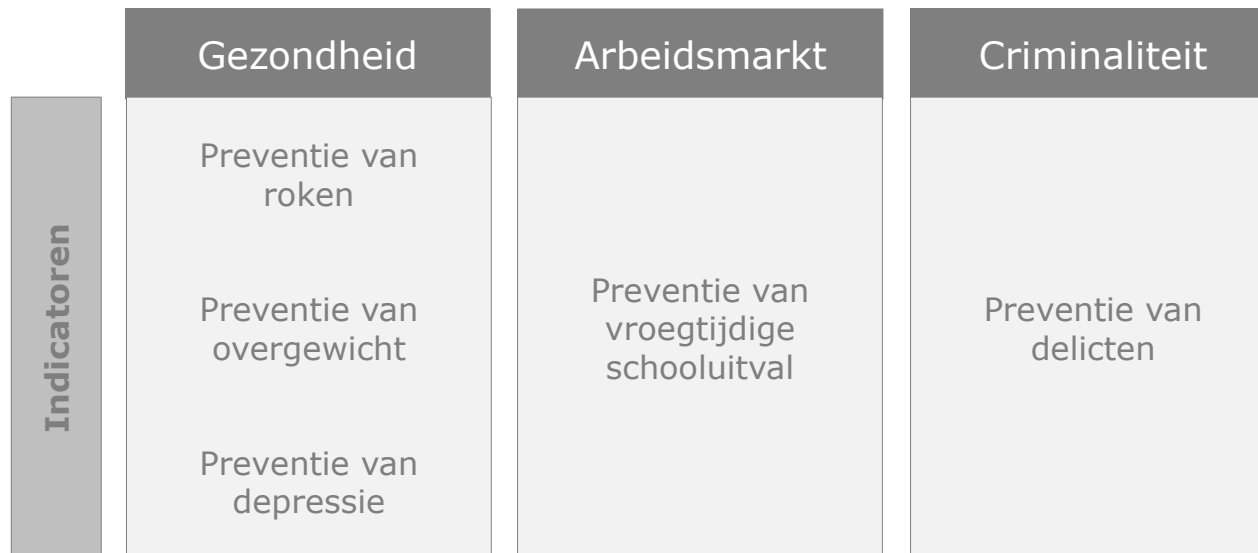 Gezondheid
Arbeidsmarkt
Criminaliteit
Indicatoren
Preventie van
roken
Preventie van
overgewicht
Preventie van
depressie
Preventie van
vroegtijdige
schooluitval
Preventie van
delicten